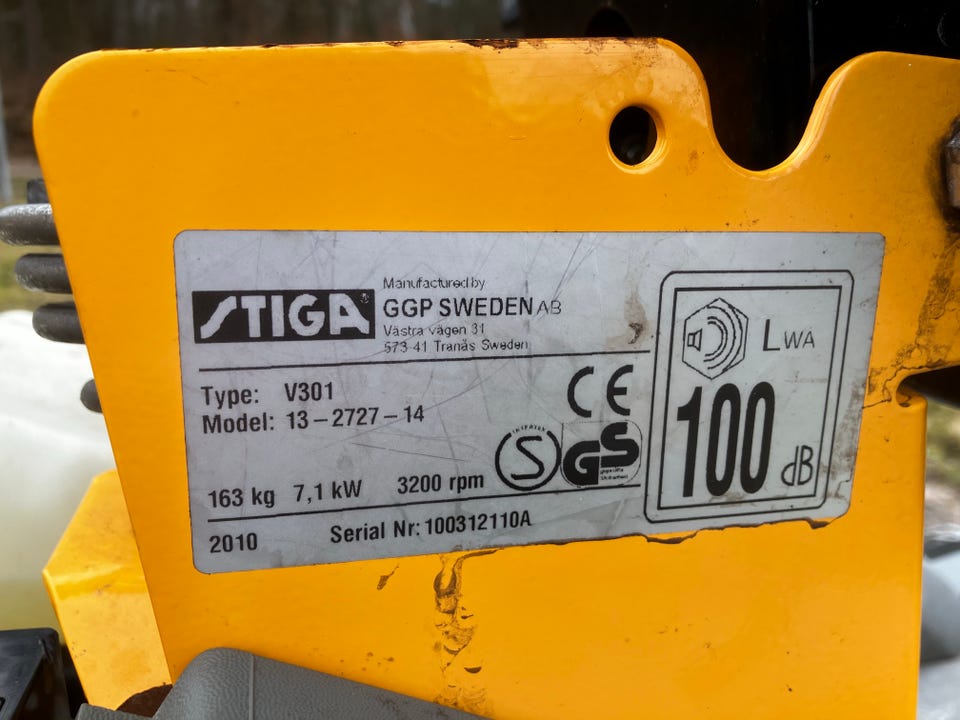 STIGA
Manufactured by
GGP SWEDEN AB
Västra vägen 31
573 41 Tranås Sweden
Type: V301
Model: 13-2727-14
163 kg 7,1 kW 3200 rpm
2010 Serial Nr: 100312110A
CE
S
GS
LWA
100 dB